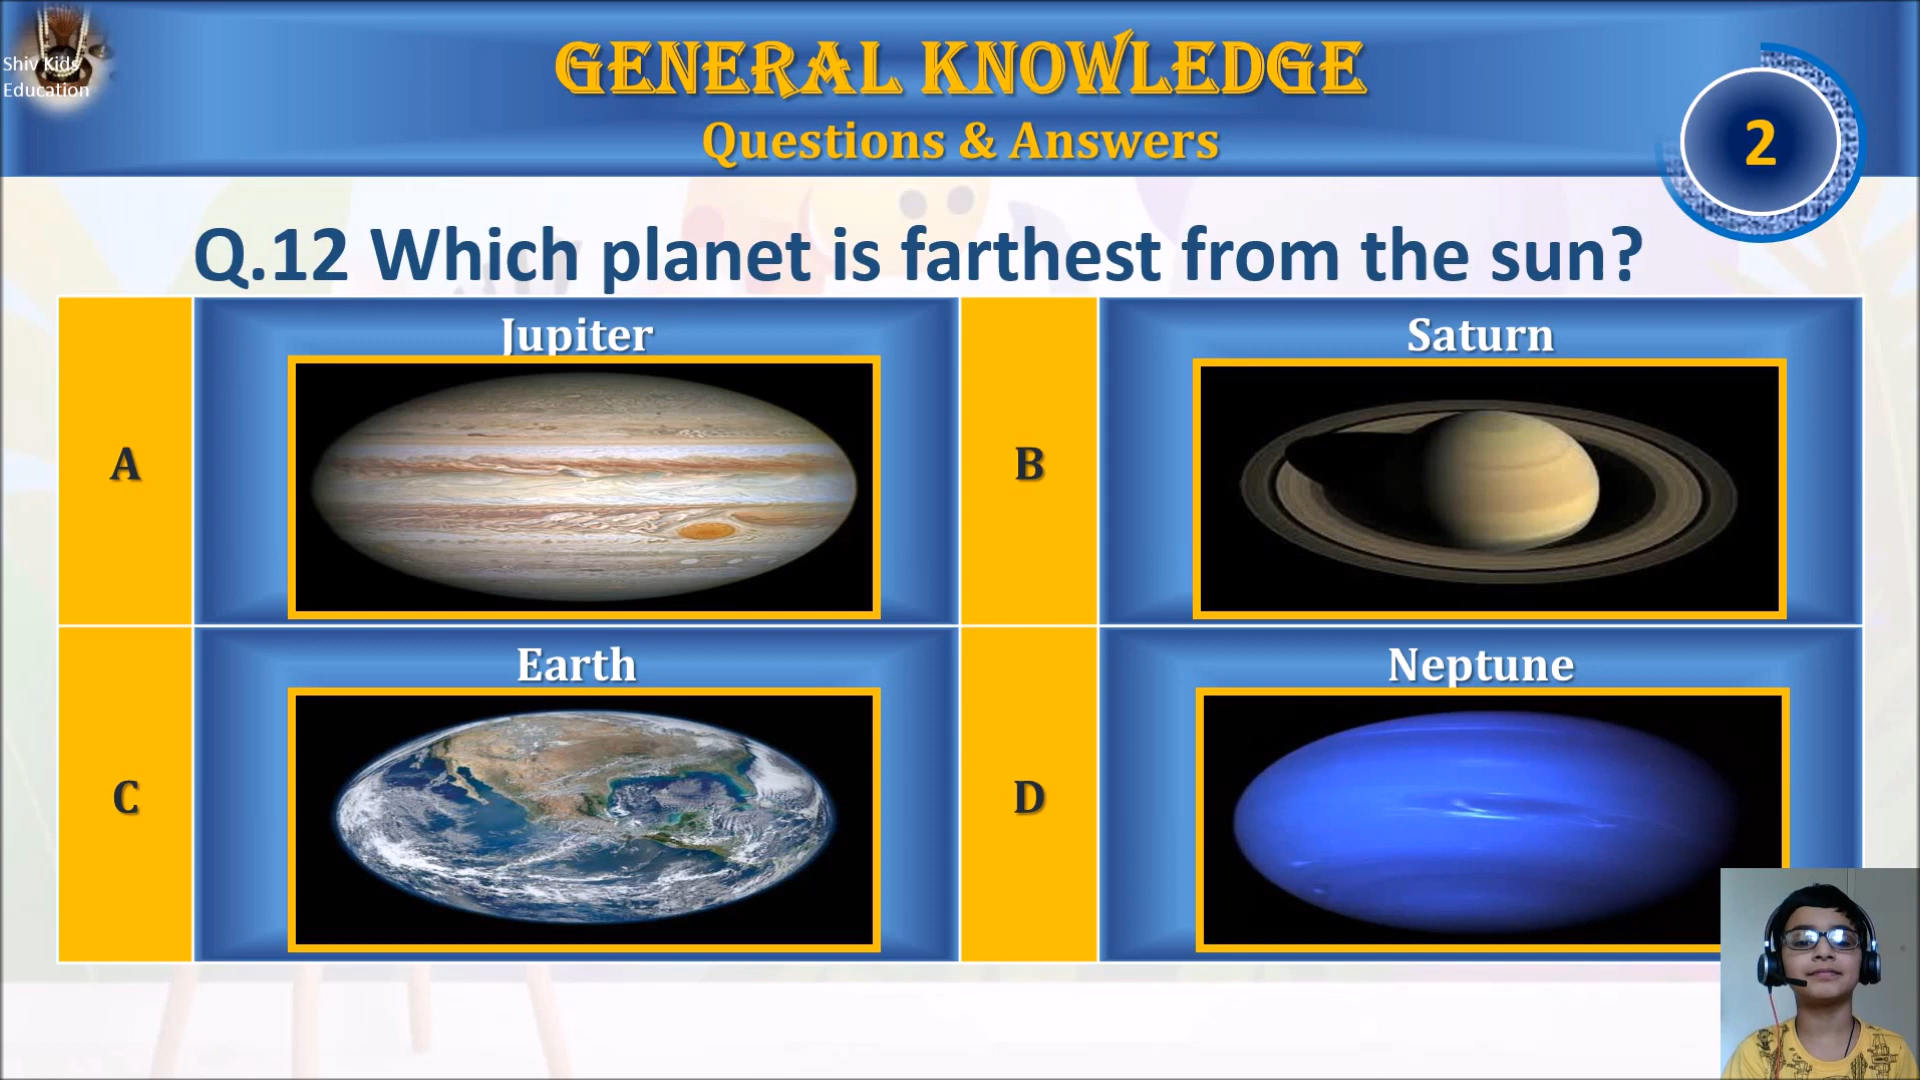 Shiv Kids
Education
GENERAL KNOWLEDGE
Questions & Answers
2
Q.12 Which planet is farthest from the sun?
A
Jupiter
B
Saturn
C
Earth
D
Neptune